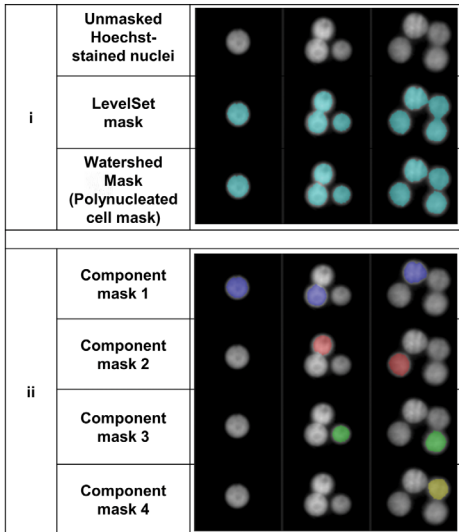 i
Unmasked
Hoechst-
stained nuclei
LevelSet
mask
Watershed
Mask
(Polynucleated
cell mask)
ii
Component
mask 1
Component
mask 2
Component
mask 3
Component
mask 4